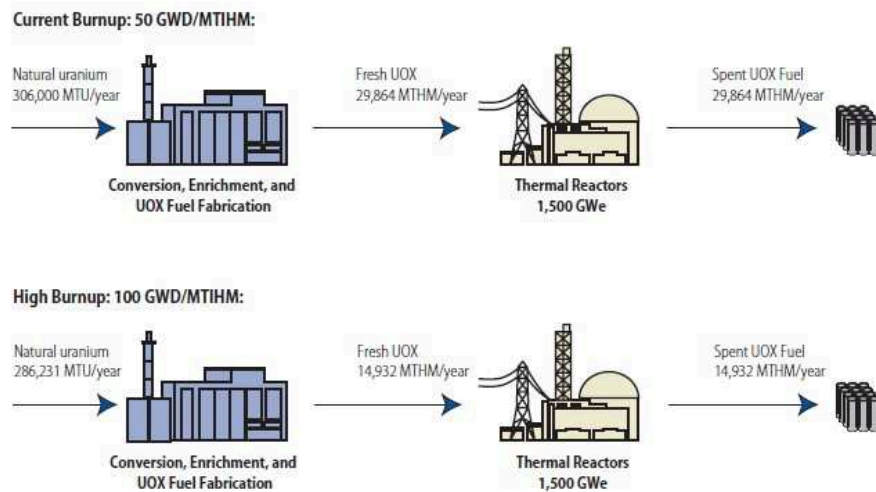 Current Burnup: 50 GWD/MTIHM:
Natural uranium
306,000 MTU/year
Fresh UOX
29,864 MTHM/year
Spent UOX Fuel
29,864 MTHM/year
Conversion, Enrichment, and
UOX Fuel Fabrication
Thermal Reactors
1,500 GWe
High Burnup: 100 GWD/MTIHM:
Natural uranium
286,231 MTU/year
Fresh UOX
14,932 MTHM/year
Spent UOX Fuel
14,932 MTHM/year
Conversion, Enrichment, and
UOX Fuel Fabrication
Thermal Reactors
1,500 GWe